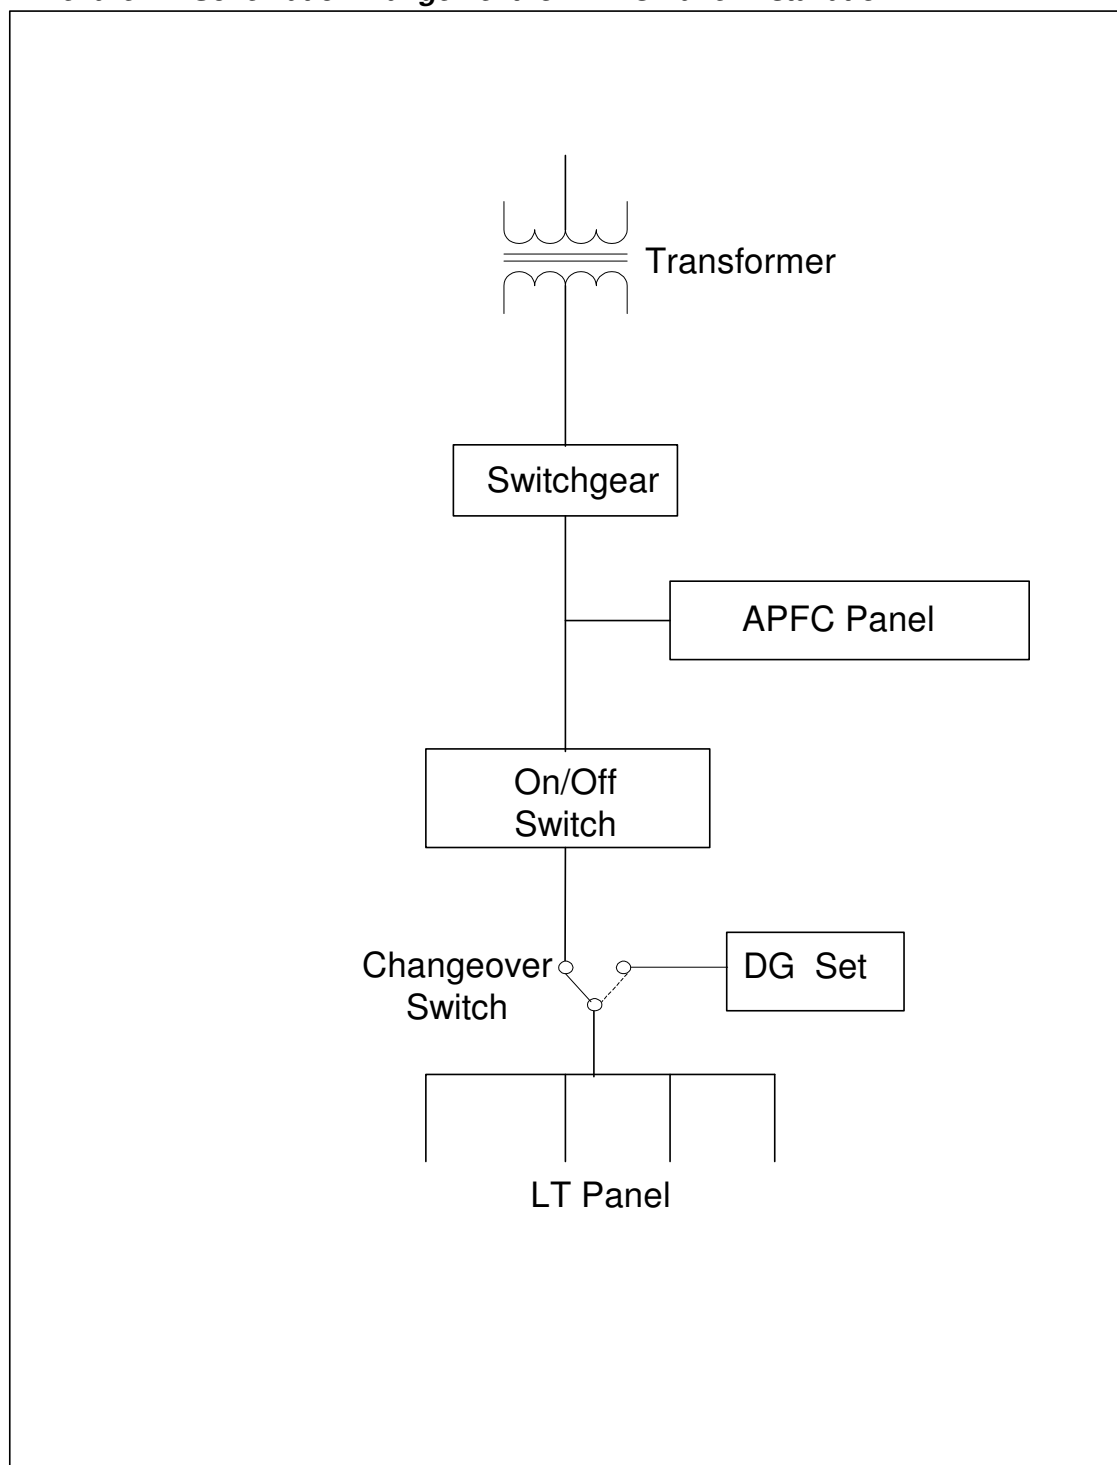 Transformer
Switchgear
APFC Panel
On/Off
Switch
Changeover
Switch
DG Set
LT Panel